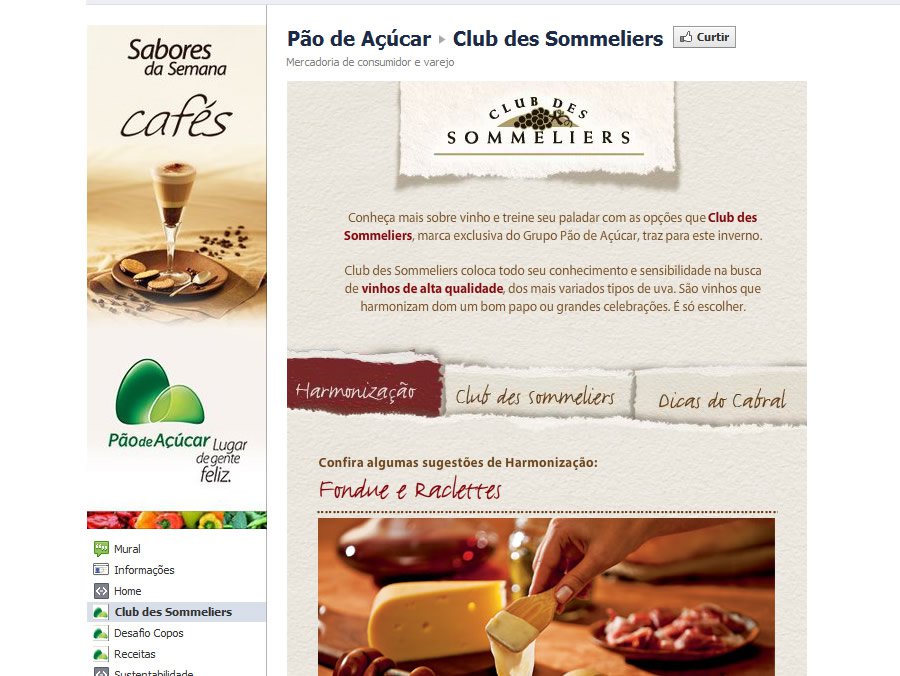 Sabores
da Semana
cafés
Pão de Açúcar Lugar
de gente
feliz.
Mural
Informações
Home
Club des Sommeliers
Desafio Copos
Receitas
Sustentabilidade
Pão de Açúcar ▸ Club des Sommeliers Curtir
Mercadoria de consumidor e varejo
CLUB DES
SOMMELIERS
Conheça mais sobre vinho e treine seu paladar com as opções que Club des
Sommeliers, marca exclusiva do Grupo Pão de Açúcar, traz para este inverno.
Club des Sommeliers coloca todo seu conhecimento e sensibilidade na busca
de vinhos de alta qualidade, dos mais variados tipos de uva. São vinhos que
harmonizam dom um bom papo ou grandes celebrações. É só escolher.
Harmonização Club des Sommeliers Dicas do Cabral
Confira algumas sugestões de Harmonização:
Fondue e Raclettes